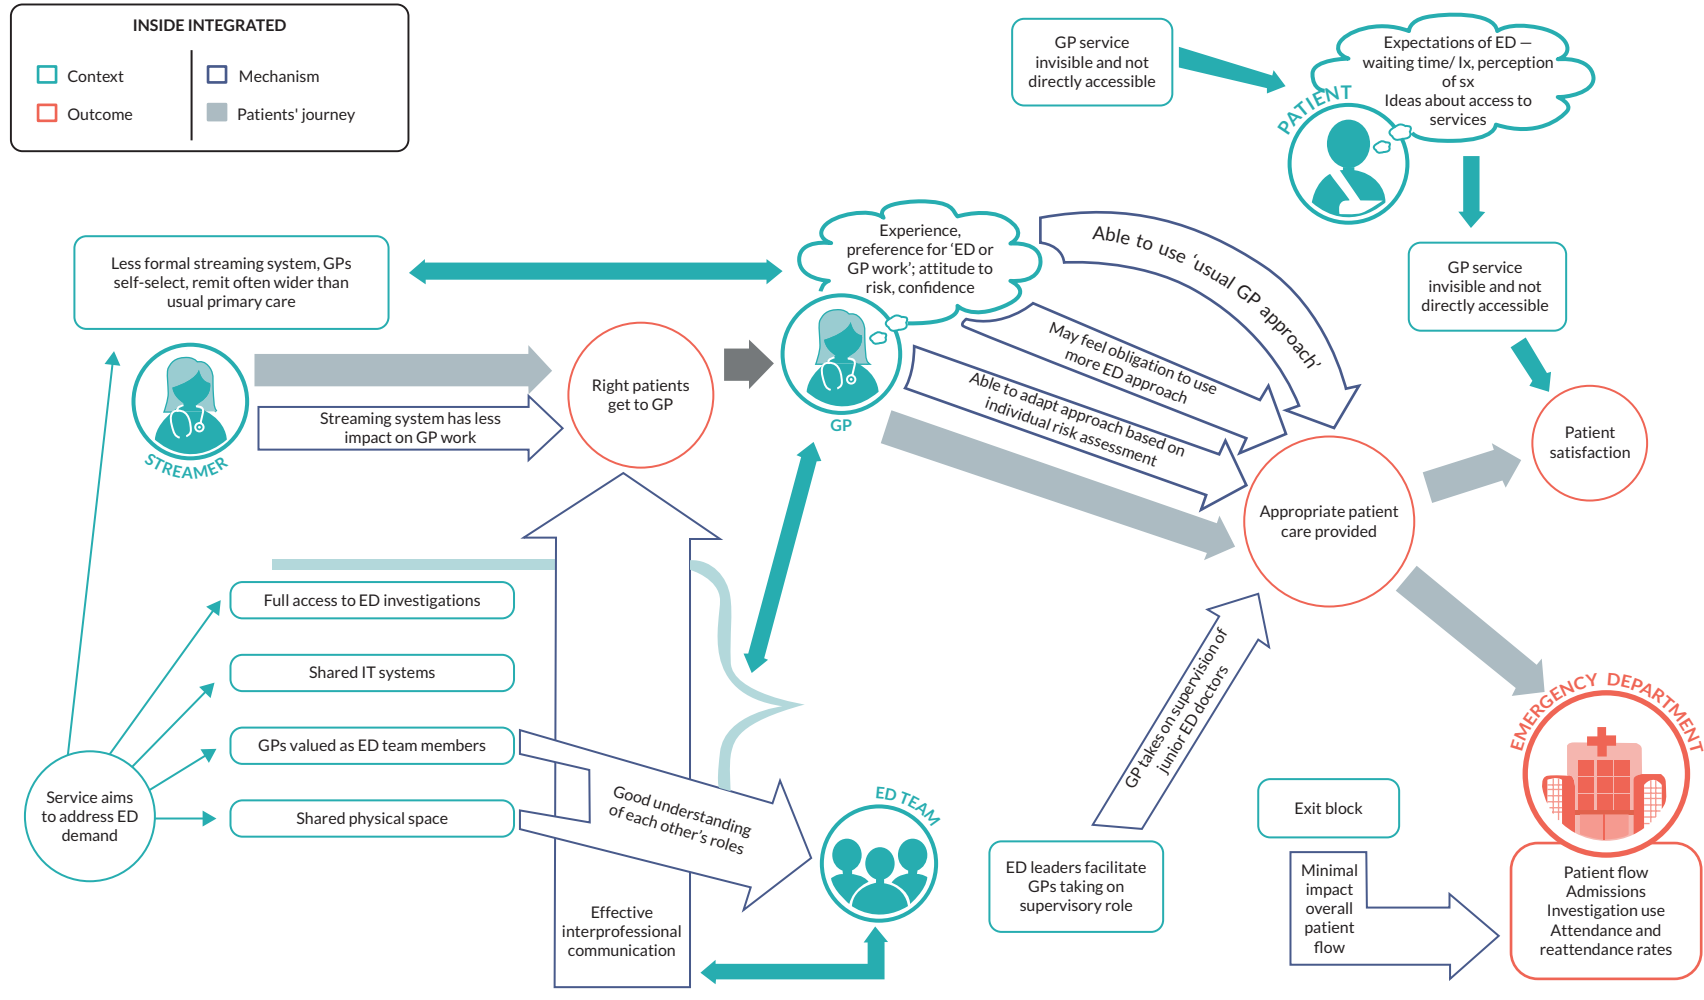 INSIDE INTEGRATED
Context
Mechanism
Outcome
Patients' journey
GP service
invisible and not
directly accessible
Expectations of ED –
waiting time/ Ix, perception
of sx
Ideas about access to
services
PATIENT
GP service
invisible and not
directly accessible
Less formal streaming system, GPs
self-select, remit often wider than
usual primary care
STREAMER
Streaming system has less
impact on GP work
Right patients
get to GP
Experience,
preference for ‘ED or
GP work’; attitude to
risk, confidence
GP
Able to use ‘usual GP approach’
May feel obligation to use
more ED approach
Able to adapt approach based on
individual risk assessment
Appropriate patient
care provided
Patient
satisfaction
Full access to ED investigations
Shared IT systems
GPs valued as ED team members
Shared physical space
Service aims
to address ED
demand
Good understanding
of each other’s roles
Effective
interprofessional
communication
ED TEAM
GP takes on supervision of
junior ED doctors
ED leaders facilitate
GPs taking on
supervisory role
Exit block
Minimal
impact
overall
patient
flow
EMERGENCY DEPARTMENT
Patient flow
Admissions
Investigation use
Attendance and
reattendance rates